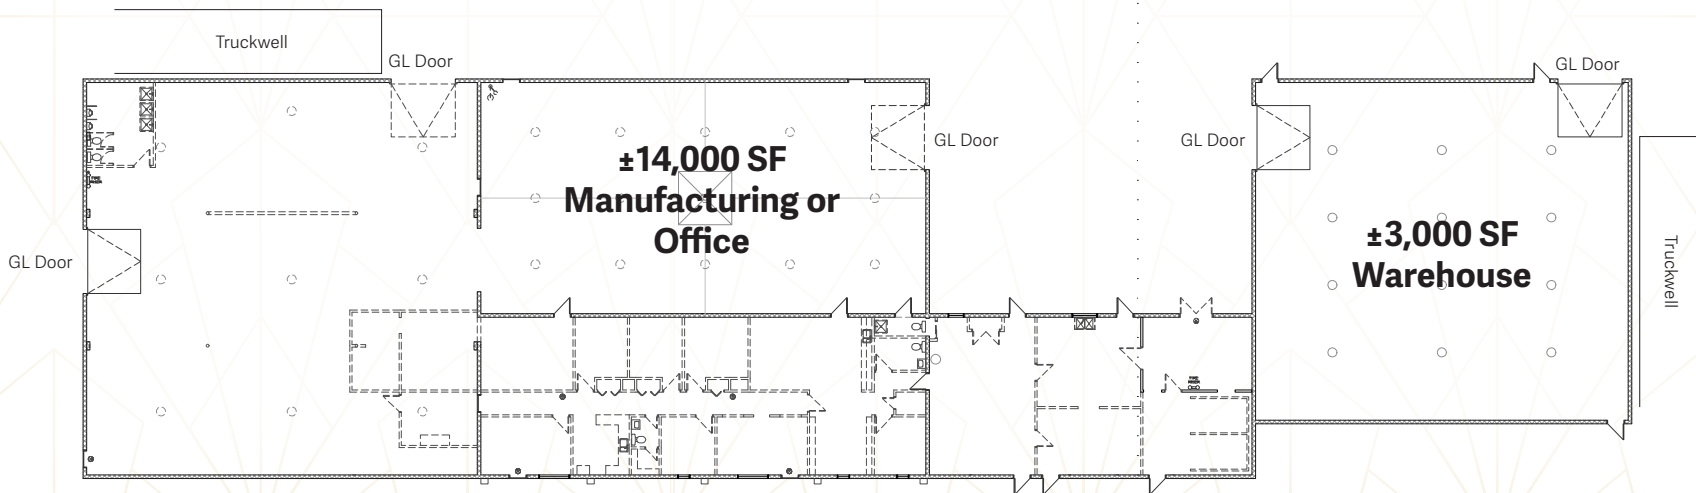 Truckwell
GL Door
GL Door
±14,000 SF
Manufacturing or
Office
GL Door
GL Door
GL Door
±3,000 SF
Warehouse
Truckwell